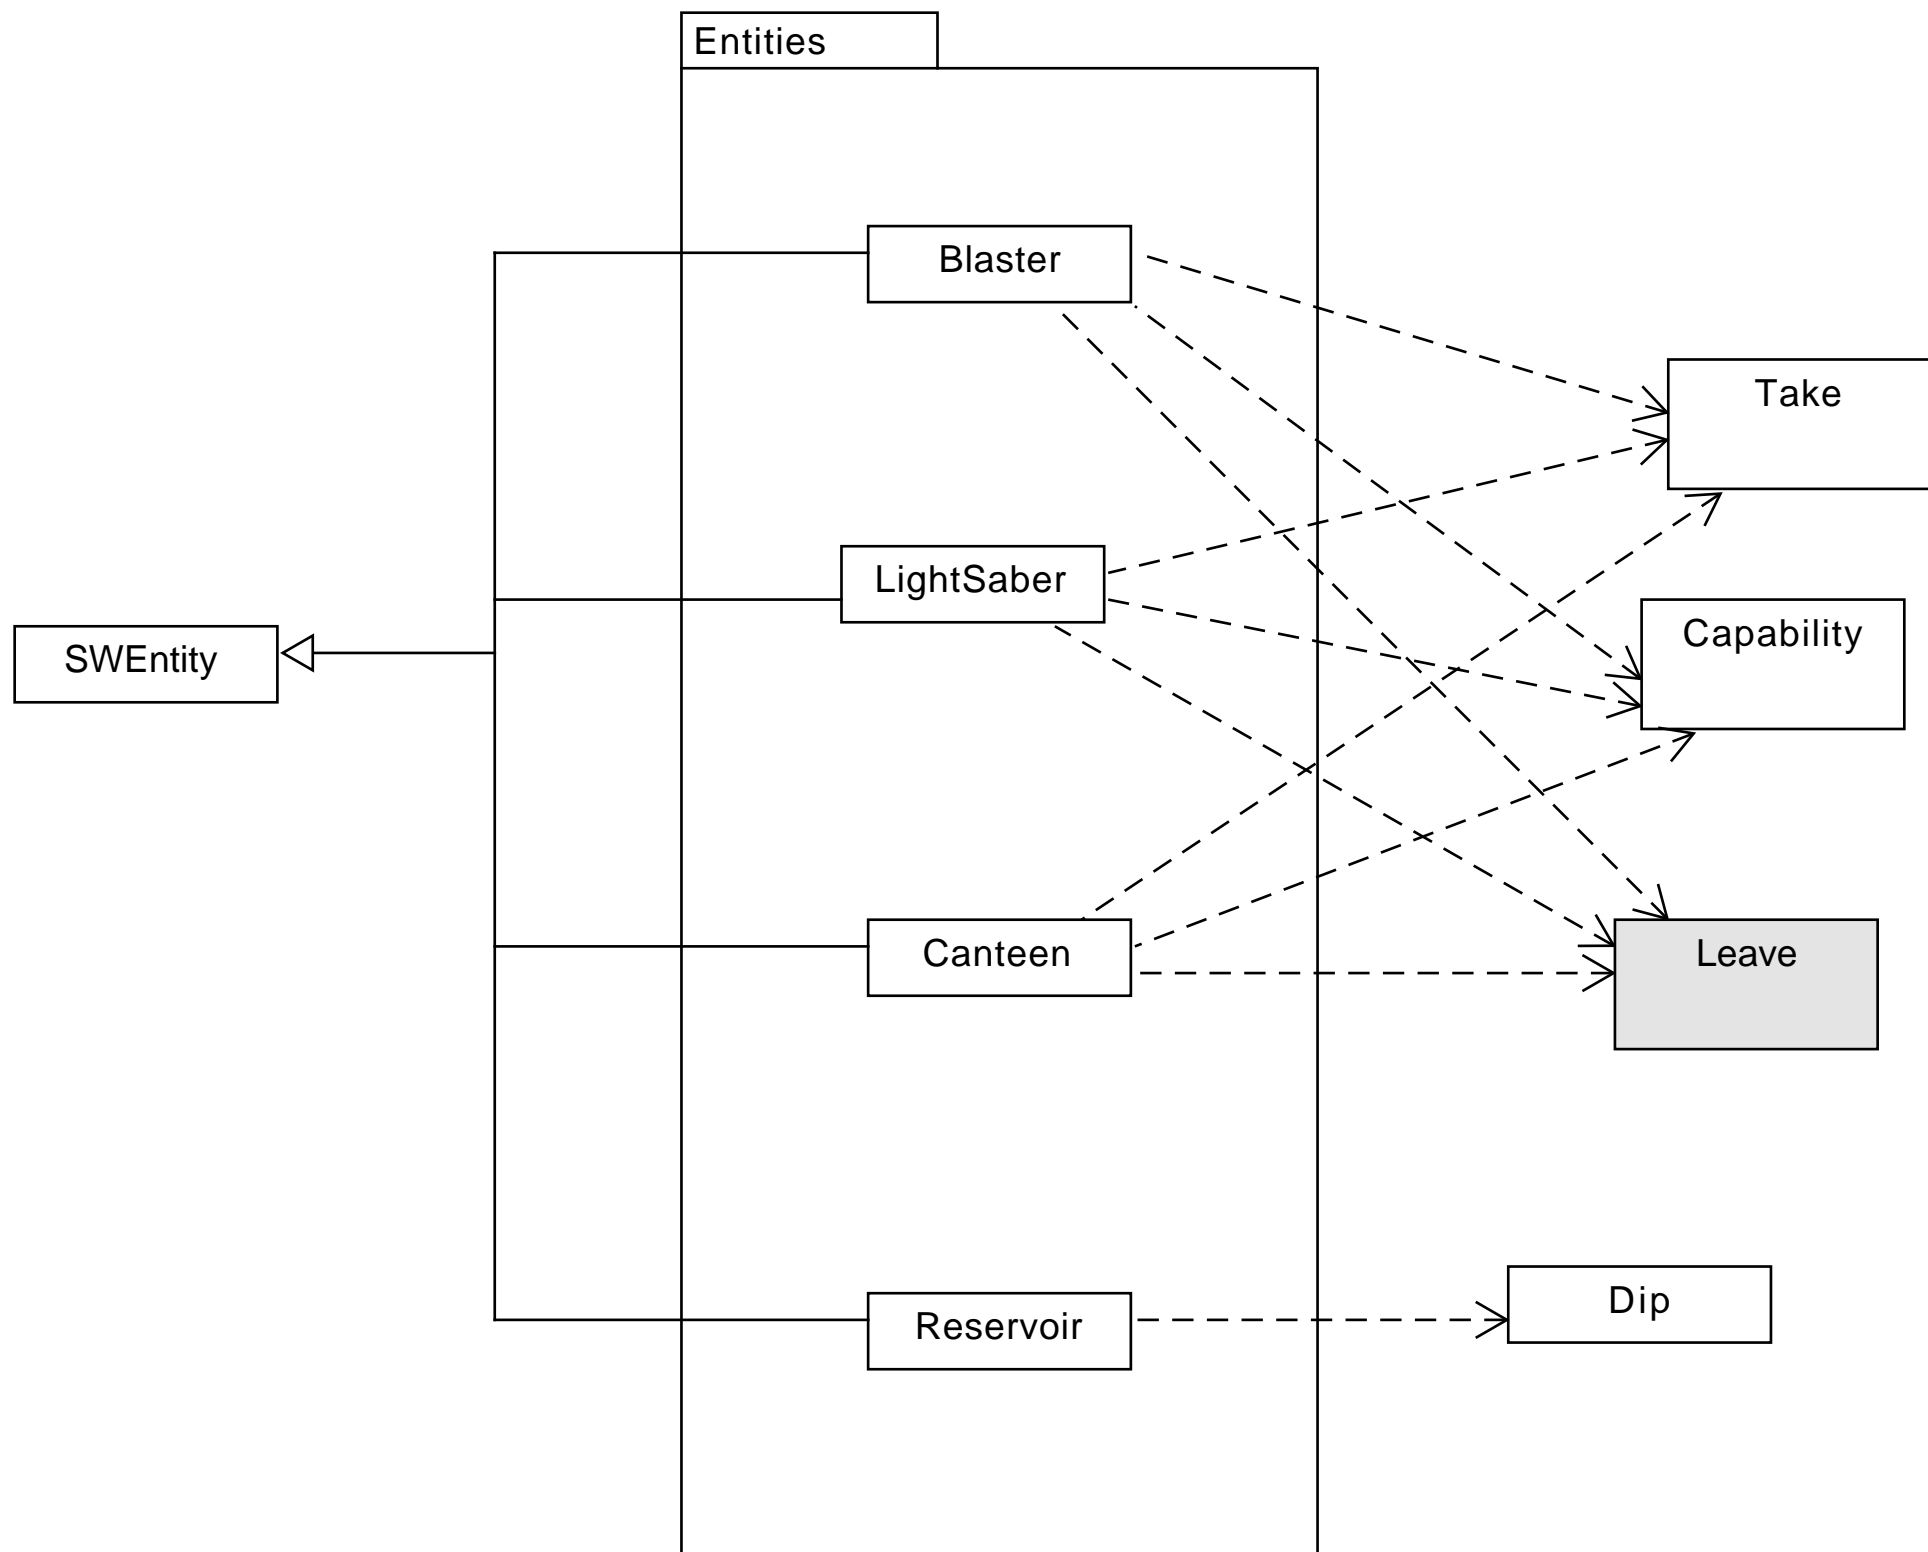 Entities
Blaster
Take
LightSaber
Capability
SWEntity
Canteen
Leave
Reservoir
Dip